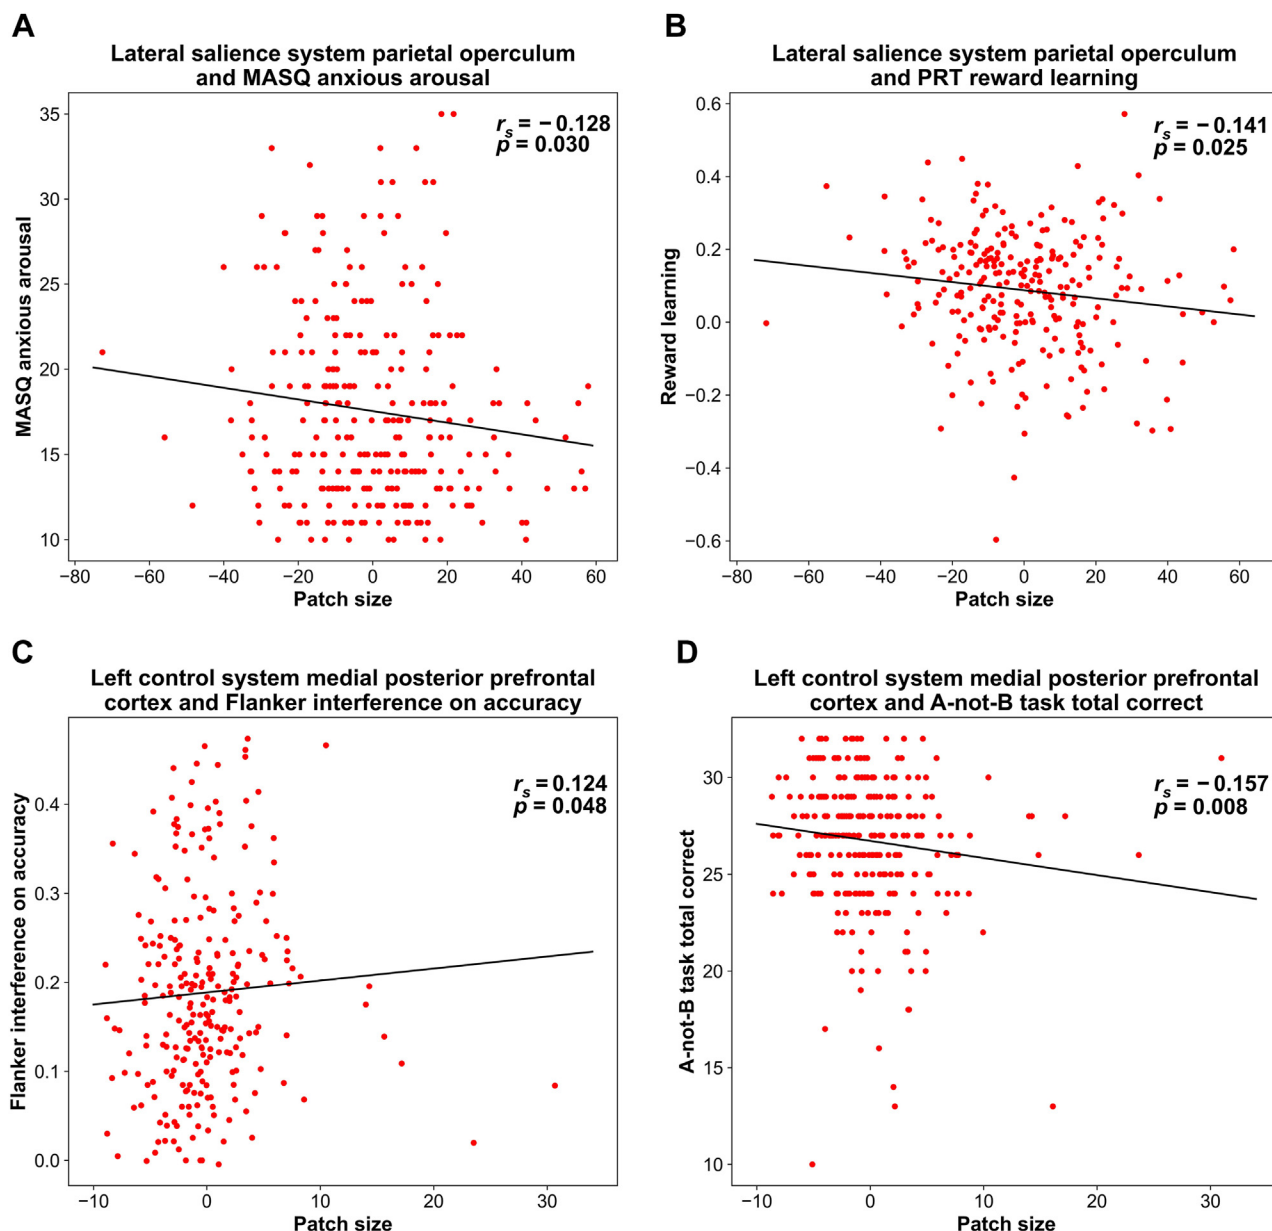 A
Lateral salience system parietal operculum
and MASQ anxious arousal
rs = −0.128
p = 0.030
MASQ anxious arousal
35
30
25
20
15
10
−80
−60
−40
−20
0
20
40
60
Patch size
B
Lateral salience system parietal operculum
and PRT reward learning
rs = −0.141
p = 0.025
Reward learning
0.6
0.4
0.2
0.0
−0.2
−0.4
−0.6
−80
−60
−40
−20
0
20
40
60
Patch size
C
Left control system medial posterior prefrontal
cortex and Flanker interference on accuracy
rs = 0.124
p = 0.048
Flanker interference on accuracy
0.4
0.3
0.2
0.1
0.0
−10
0
10
20
30
Patch size
D
Left control system medial posterior prefrontal
cortex and A-not-B task total correct
rs = −0.157
p = 0.008
A-not-B task total correct
30
25
20
15
10
−10
0
10
20
30
Patch size